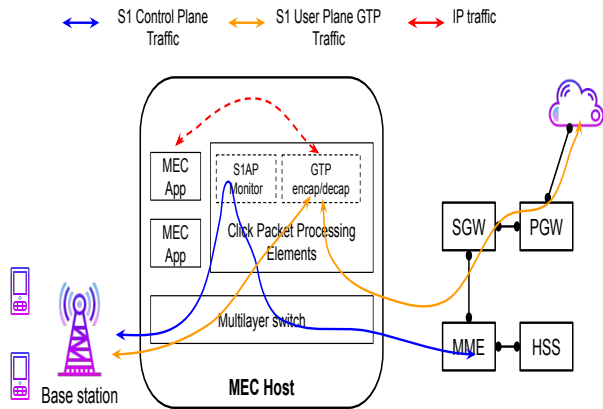 S1 Control Plane
Traffic
S1 User Plane GTP
Traffic
IP traffic
MEC
App
S1AP
Monitor
GTP
encap/decap
MEC
App
Click Packet Processing
Elements
SGW
PGW
Multilayer switch
MME
HSS
MEC Host
Base station